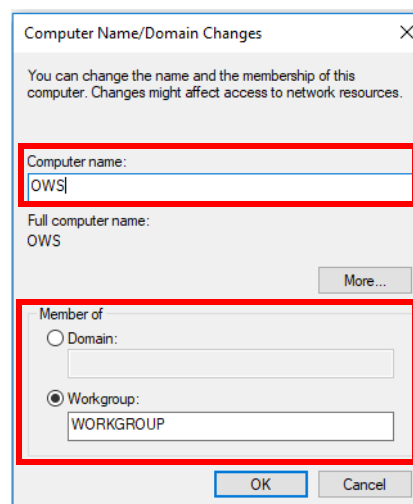 Computer Name/Domain Changes
You can change the name and the membership of this
computer. Changes might affect access to network resources.
Computer name:
OWS
Full computer name:
OWS
More...
Member of
Domain:
Workgroup:
WORKGROUP
OK Cancel